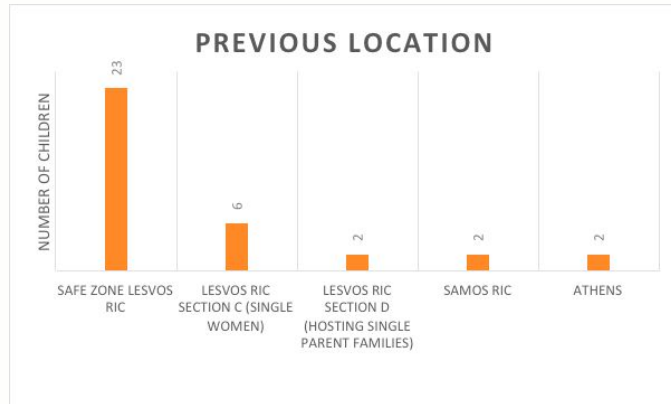 PREVIOUS LOCATION
NUMBER OF CHILDREN
23
6
2
2
2
SAFE ZONE LESVOS
RIC
LESVOS RIC
SECTION C (SINGLE
WOMEN)
LESVOS RIC
SECTION D
(HOSTING SINGLE
PARENT FAMILIES)
SAMOS RIC
ATHENS